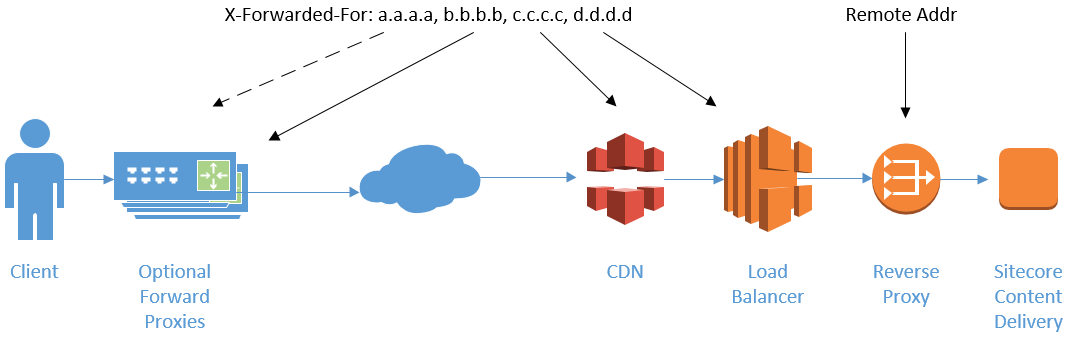 X-Forwarded-For: a.a.a.a, b.b.b.b, c.c.c.c, d.d.d.d
Remote Addr
Client
Optional
Forward
Proxies
CDN
Load
Balancer
Reverse
Proxy
Sitecore
Content
Delivery